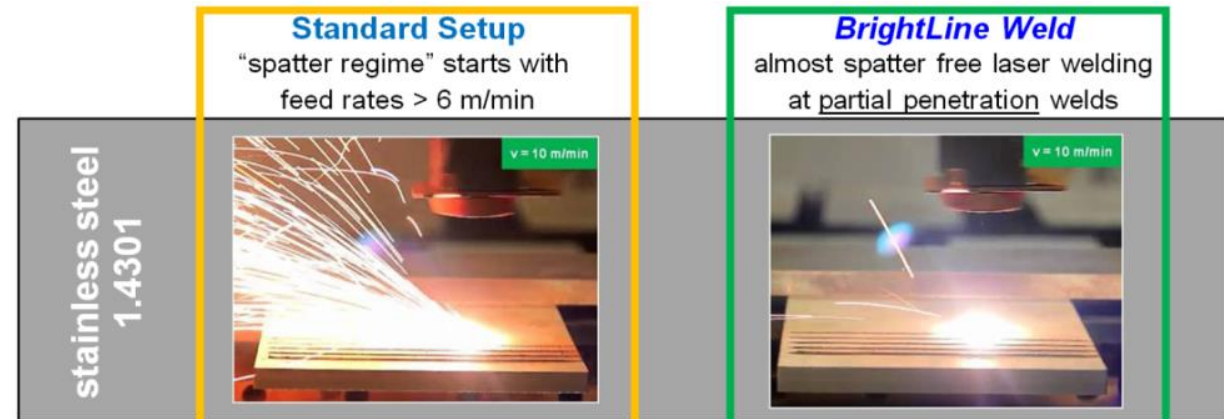 Standard Setup
“spatter regime” starts with
feed rates > 6 m/min
BrightLine Weld
almost spatter free laser welding
at partial penetration welds
stainless steel
1.4301
v = 10 m/min
v = 10 m/min